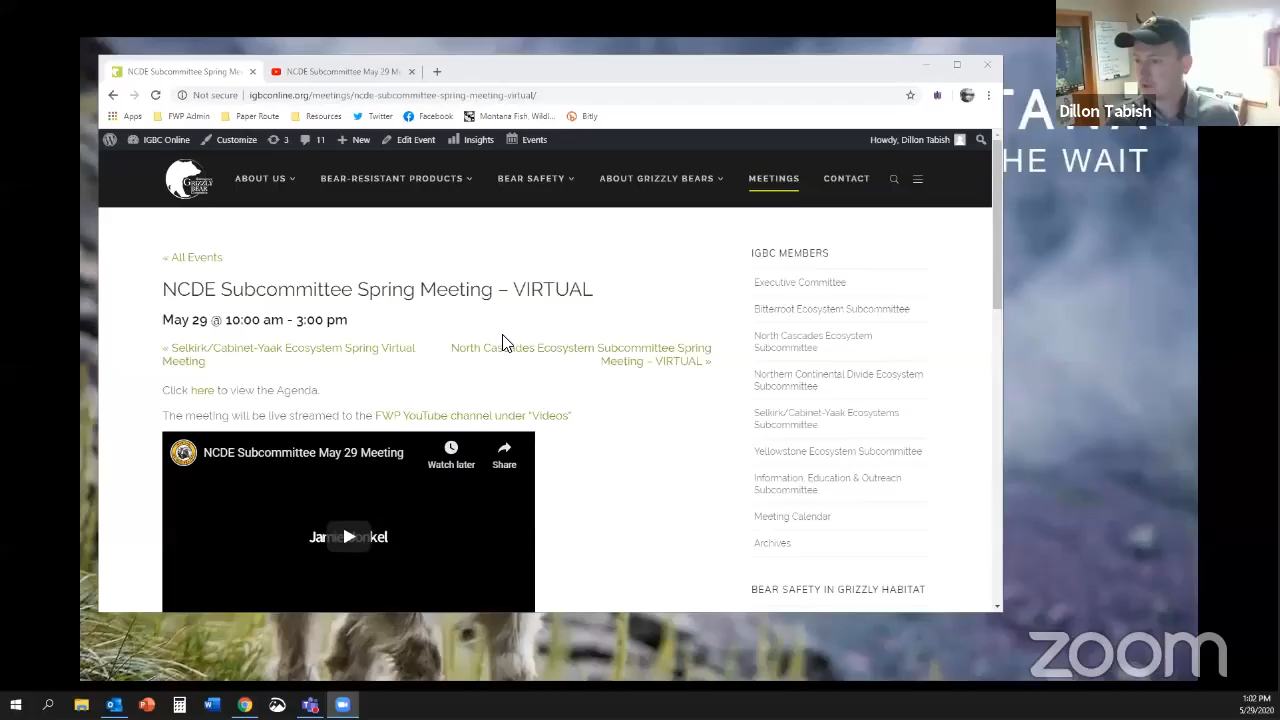 NCDE Subcommittee Spring Me
NCDE Subcommittee May 29 M
Not secure
igbconline.org/meetings/ncde-subcommittee-spring-meeting-virtual/
Apps
FWP Admin
Paper Route
Resources
Twitter
Facebook
Montana Fish, Wildl...
Bitly
IGBC Online
Customize
3
11
New
Edit Event
Insights
Events
Howdy, Dillon Tabish
Dillon Tabish
HE WAIT
GRIZZLY BEAR
ABOUT US
BEAR-RESISTANT PRODUCTS
BEAR SAFETY
ABOUT GRIZZLY BEARS
MEETINGS
CONTACT
« All Events
NCDE Subcommittee Spring Meeting – VIRTUAL
May 29 @ 10:00 am - 3:00 pm
« Selkirk/Cabinet-Yaak Ecosystem Spring Virtual
Meeting
North Cascades Ecosystem Subcommittee Spring
Meeting – VIRTUAL »
Click here to view the Agenda.
The meeting will be live streamed to the FWP YouTube channel under "Videos"
NCDE Subcommittee May 29 Meeting
Watch later
Share
IGBC MEMBERS
Executive Committee
Bitterroot Ecosystem Subcommittee
North Cascades Ecosystem
Subcommittee
Northern Continental Divide Ecosystem
Subcommittee
Selkirk/Cabinet-Yaak Ecosystems
Subcommittee
Yellowstone Ecosystem Subcommittee
Information, Education & Outreach
Subcommittee
Meeting Calendar
Archives
BEAR SAFETY IN GRIZZLY HABITAT
zoom
1:02 PM
5/29/2020